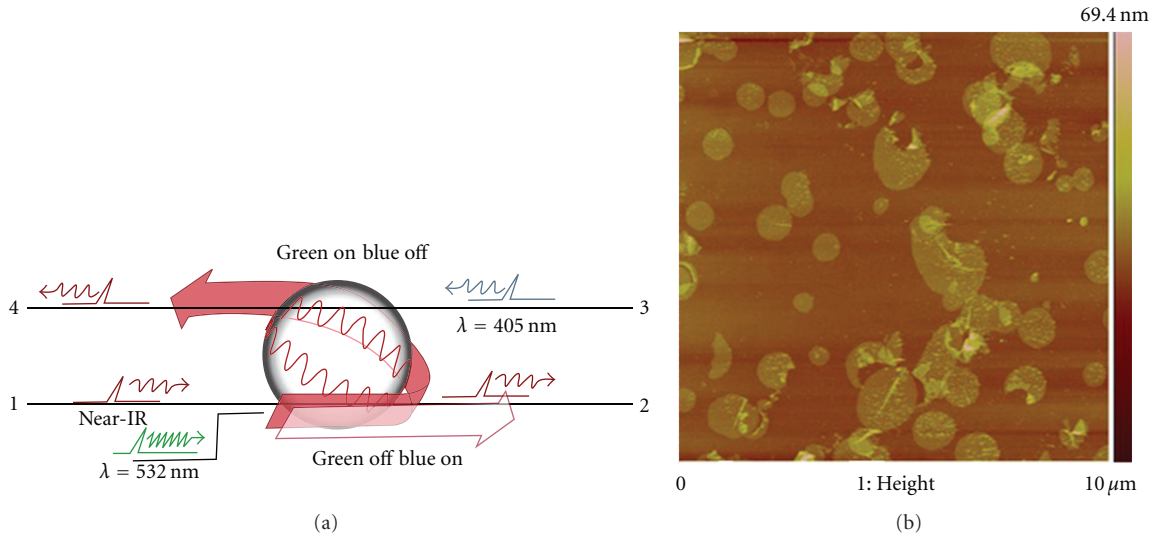 Green on blue off
4
3
λ = 405 nm
1
2
Near-IR
λ = 532 nm
Green off blue on
(a)
69.4 nm
0
1: Height
10 μm
(b)